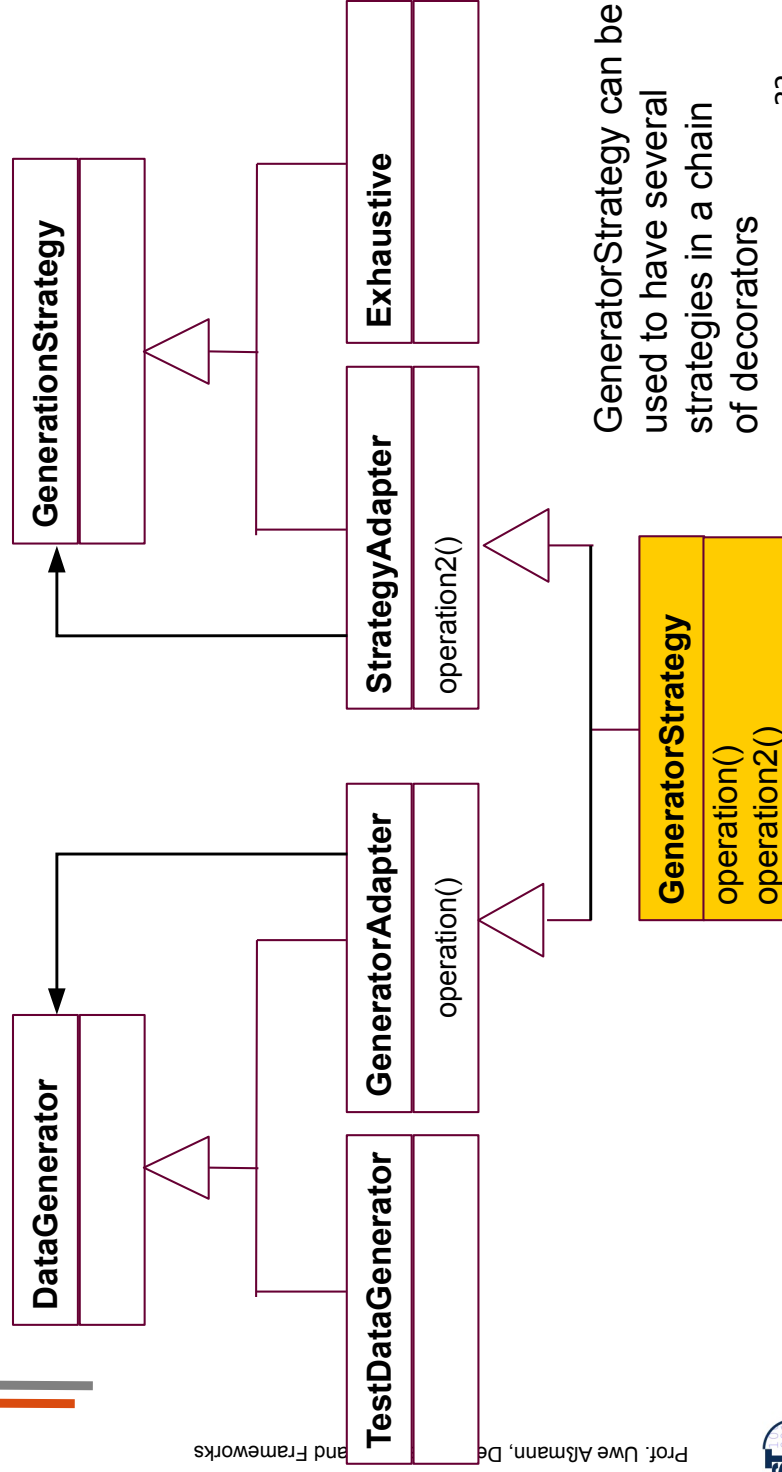 DataGenerator
GenerationStrategy
TestDataGenerator
GeneratorAdapter
operation()
StrategyAdapter
operation2()
Exhaustive
GeneratorStrategy
operation()
operation2()
GeneratorStrategy can be
used to have several
strategies in a chain
of decorators
Prof. Uwe Aßmann, and Frameworks